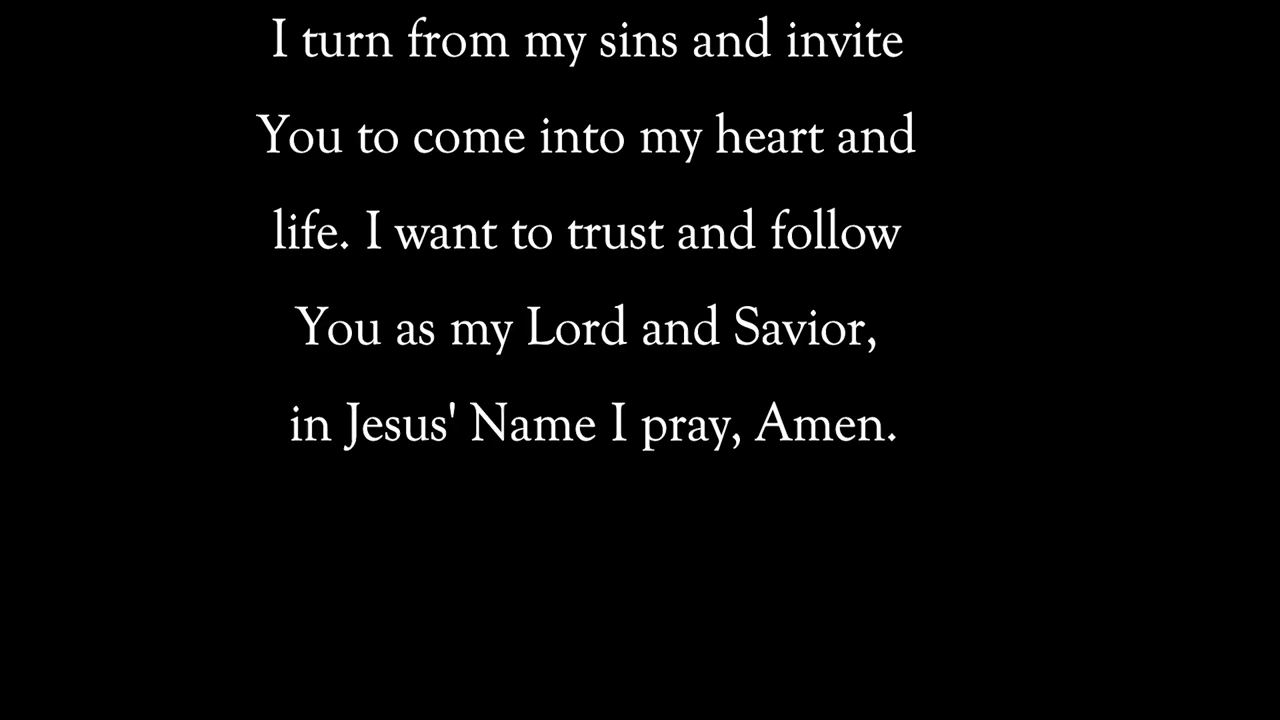 I turn from my sins and invite
You to come into my heart and
life. I want to trust and follow
You as my Lord and Savior,
in Jesus' Name I pray, Amen.